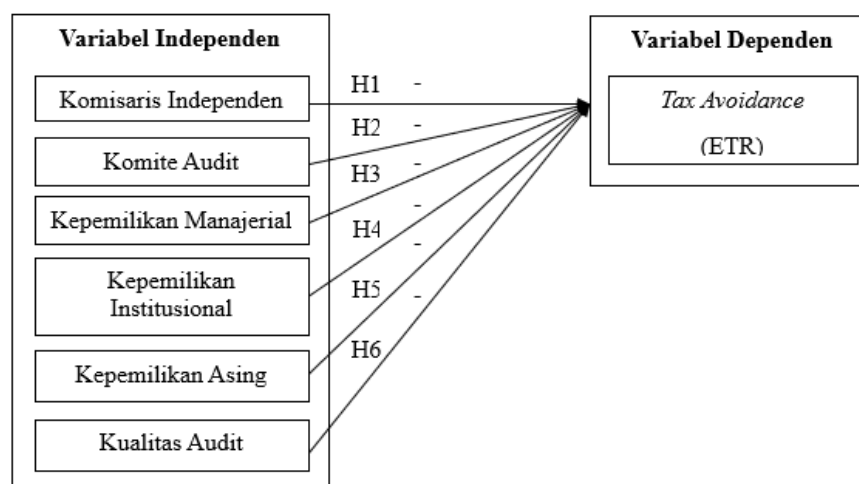 Variabel Independen
Komisaris Independen
Komite Audit
Kepemilikan Manajerial
Kepemilikan
Institusional
Kepemilikan Asing
Kualitas Audit
H1 -
H2 -
H3 -
H4 -
-
H5 -
H6
Variabel Dependen
Tax Avoidance
(ETR)